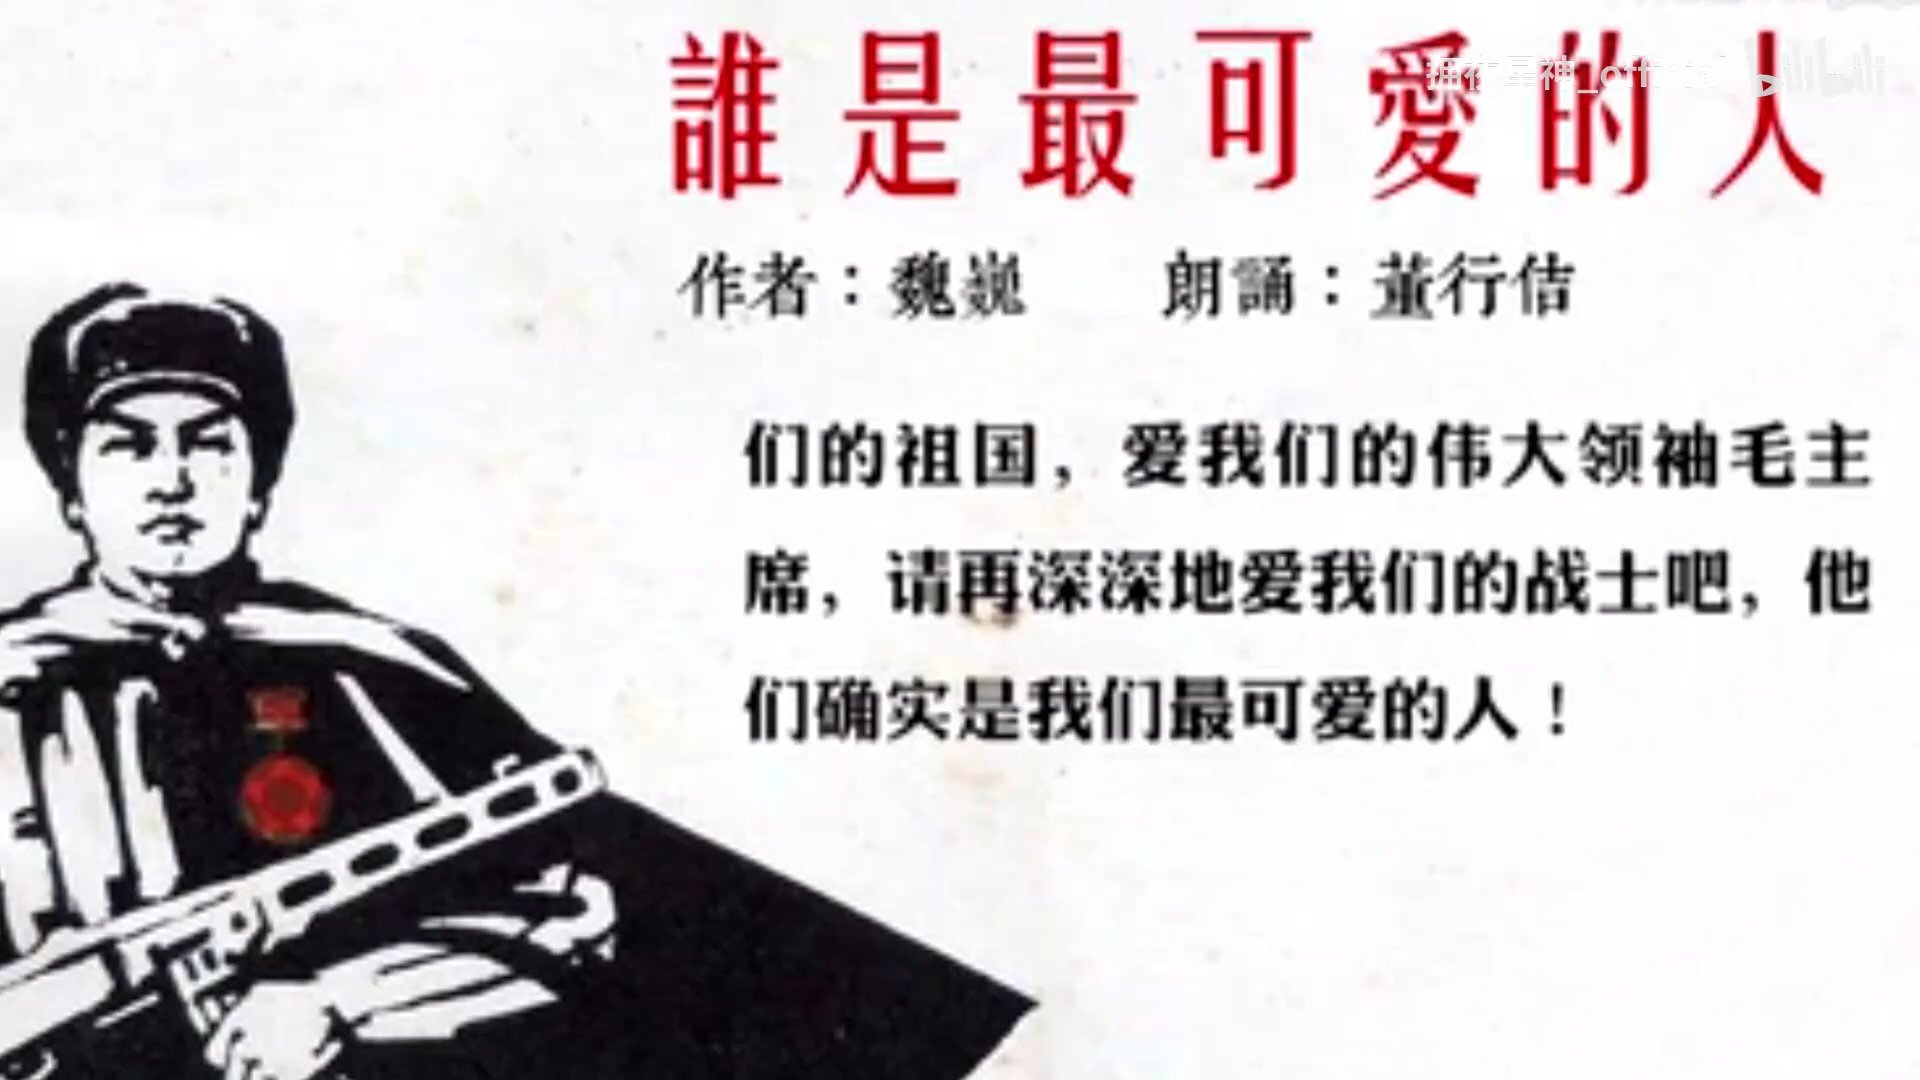 誰是最可愛的人
作者：魏巍 朗誦：董行佶
们的祖国，爱我们的伟大领袖毛主
席，请再深深地爱我们的战士吧，他
们确实是我们最可爱的人！